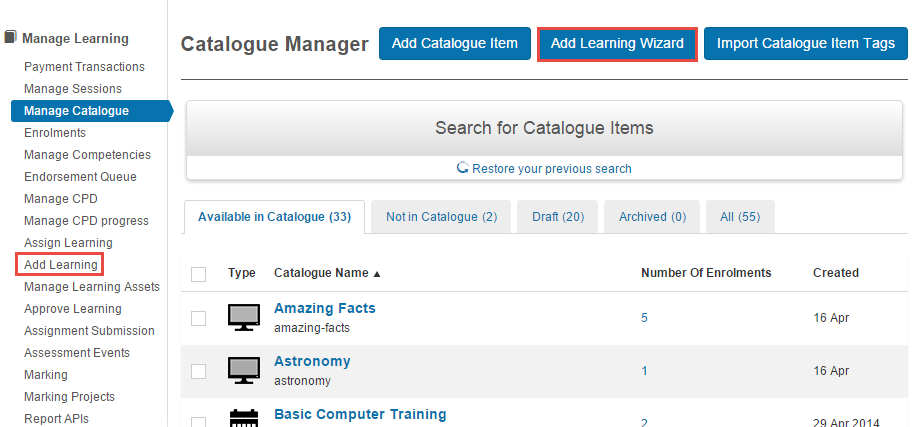 Manage Learning
Payment Transactions
Manage Sessions
Manage Catalogue
Enrolments
Manage Competencies
Endorsement Queue
Manage CPD
Manage CPD progress
Assign Learning
Add Learning
Manage Learning Assets
Approve Learning
Assignment Submission
Assessment Events
Marking
Marking Projects
Report APIs
Catalogue Manager Add Catalogue Item Add Learning Wizard Import Catalogue Item Tags
Search for Catalogue Items
Restore your previous search
Available in Catalogue (33) Not in Catalogue (2) Draft (20) Archived (0) All (55)
Type Catalogue Name ▲ Number Of Enrolments Created
Amazing Facts 5 16 Apr
amazing-facts
Astronomy 1 16 Apr
astronomy
Basic Computer Training 2 29 Apr 2014